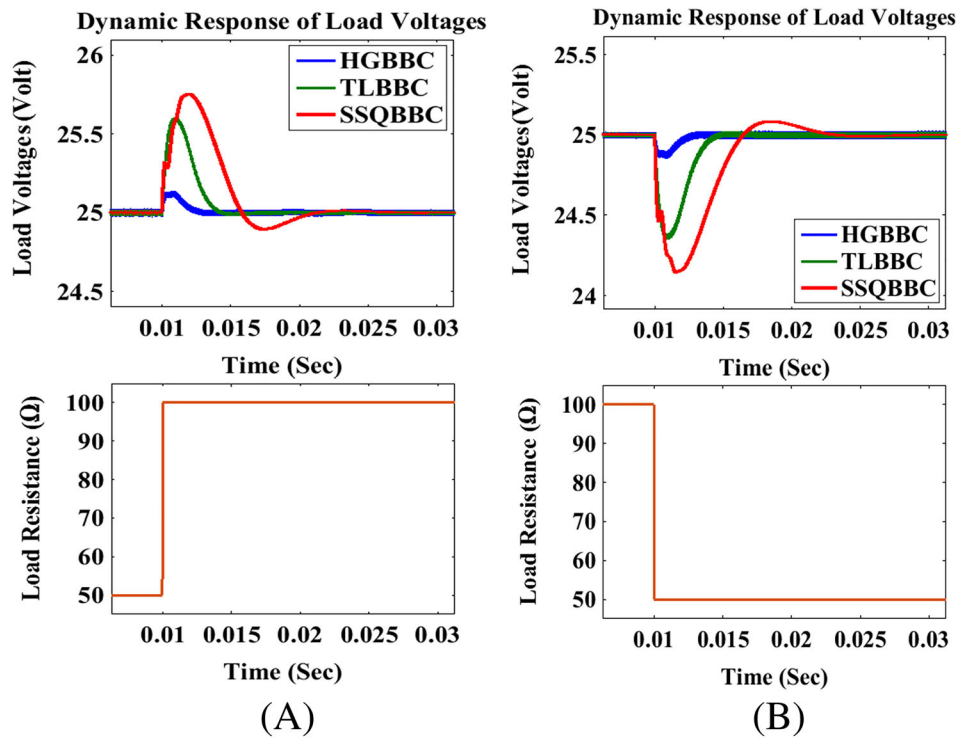 Dynamic Response of Load Voltages
Load Voltages (Volt)
26
25.5
25
24.5
HGBBC
TLBBC
SSQBBC
0.01 0.015 0.02 0.025 0.03
Time (Sec)
Load Resistance (Ω)
100
90
80
70
60
50
0.01 0.015 0.02 0.025 0.03
Time (Sec)
(A)
Dynamic Response of Load Voltages
Load Voltages (Volt)
25.5
25
24.5
24
HGBBC
TLBBC
SSQBBC
0.01 0.015 0.02 0.025 0.03
Time (Sec)
Load Resistance (Ω)
100
90
80
70
60
50
0.01 0.015 0.02 0.025 0.03
Time (Sec)
(B)